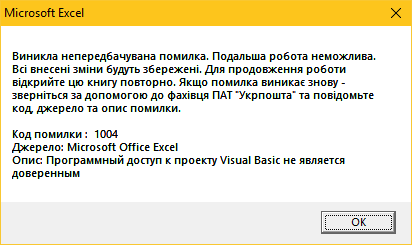 Microsoft Excel
Виникла непередбачувана помилка. Подальша робота неможлива.
Всі внесені зміни будуть збережені. Для продовження роботи
відкрийте цю книгу повторно. Якщо помилка виникає знову -
зверніться за допомогою до фахівця ПАТ "Укрпошта" та повідомьте
код, джерело та опис помилки.
Код помилки : 1004
Джерело: Microsoft Office Excel
Опис: Программный доступ к проекту Visual Basic не является
доверенным
OK